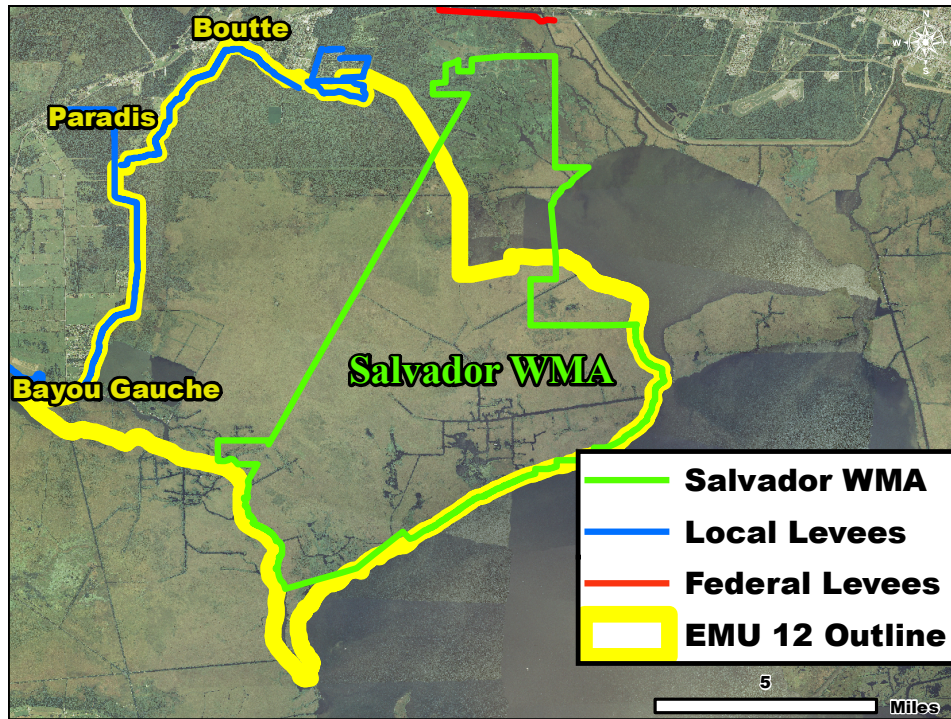 Boutte
Paradis
N
W E
S
Salvador WMA
Bayou Gauche
Salvador WMA
Local Levees
Federal Levees
EMU 12 Outline
5
Miles